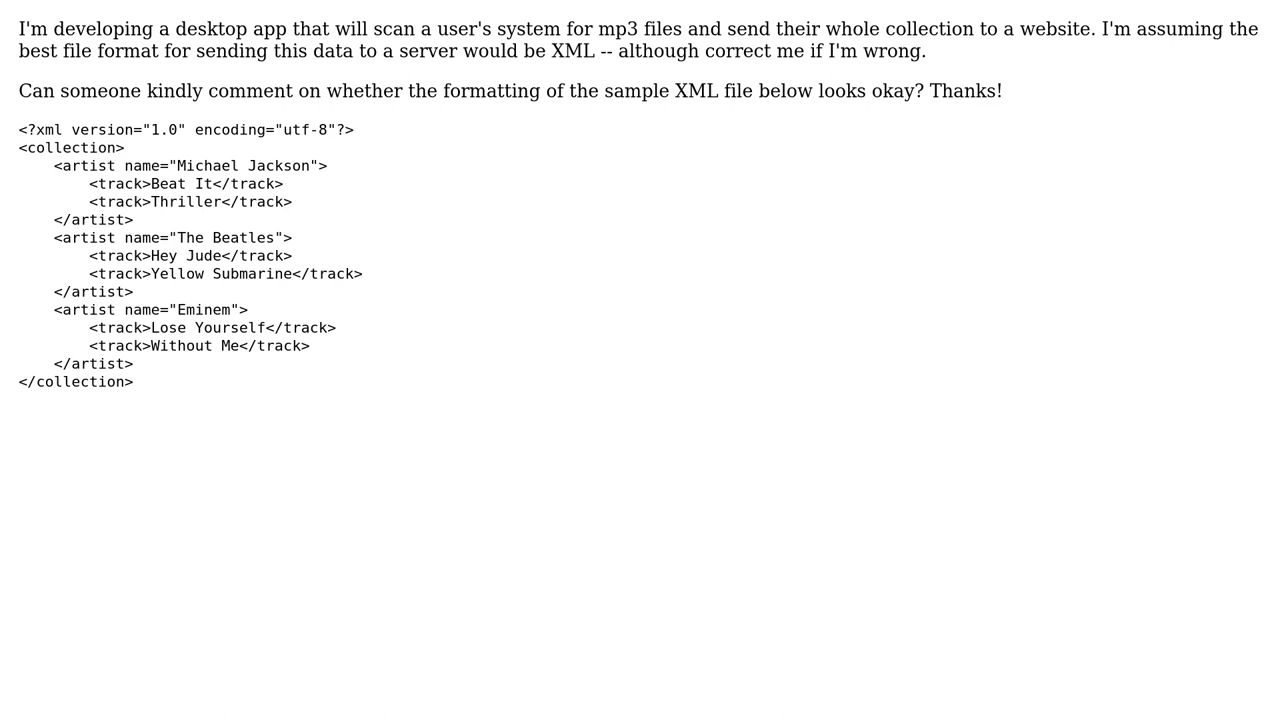 I'm developing a desktop app that will scan a user's system for mp3 files and send their whole collection to a website. I'm assuming the
best file format for sending this data to a server would be XML -- although correct me if I'm wrong.
Can someone kindly comment on whether the formatting of the sample XML file below looks okay? Thanks!
<?xml version="1.0" encoding="utf-8"?>
<collection>
    <artist name="Michael Jackson">
        <track>Beat It</track>
        <track>Thriller</track>
    </artist>
    <artist name="The Beatles">
        <track>Hey Jude</track>
        <track>Yellow Submarine</track>
    </artist>
    <artist name="Eminem">
        <track>Lose Yourself</track>
        <track>Without Me</track>
    </artist>
</collection>